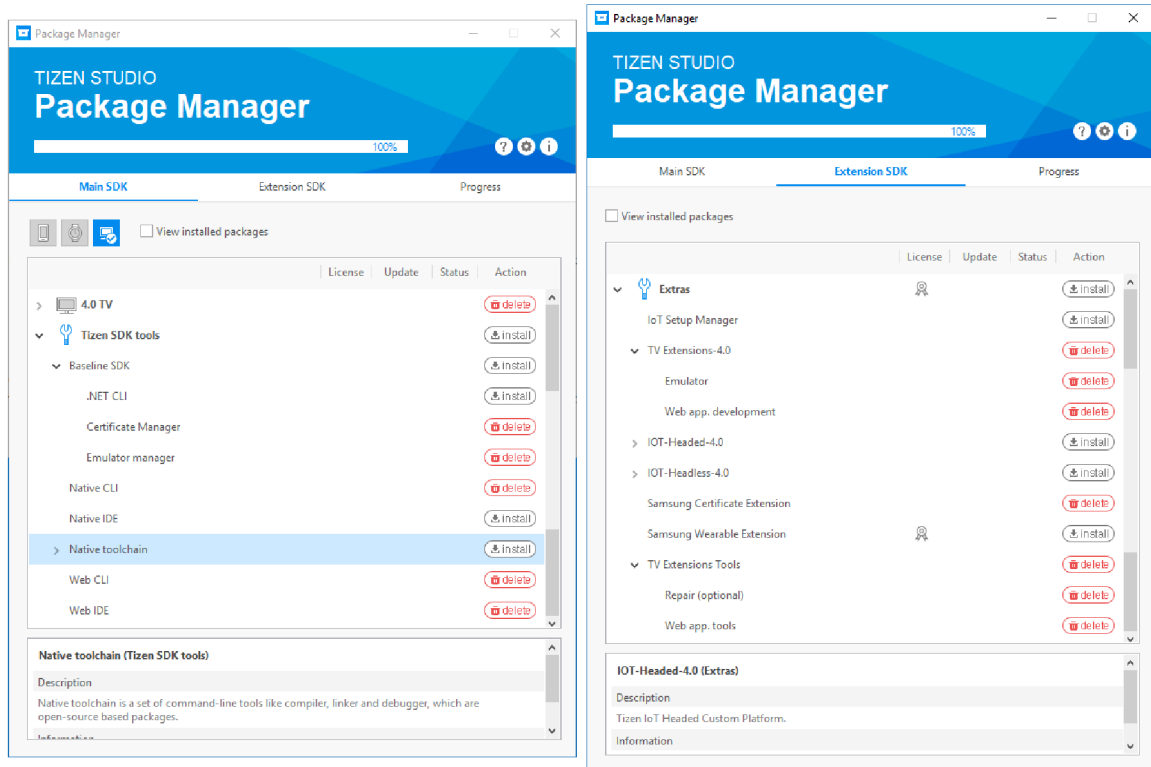 Package Manager
TIZEN STUDIO
Package Manager
100%
Main SDK Extension SDK Progress
View installed packages
License Update Status Action
4.0 TV delete
Tizen SDK tools install
Baseline SDK install
.NET CLI install
Certificate Manager delete
Emulator manager delete
Native CLI delete
Native IDE install
Native toolchain install
Web CLI delete
Web IDE delete
Native toolchain (Tizen SDK tools)
Description
Native toolchain is a set of command-line tools like compiler, linker and debugger, which are
open-source based packages.
Information
Package Manager
TIZEN STUDIO
Package Manager
100%
Main SDK Extension SDK Progress
View installed packages
License Update Status Action
Extras install
IoT Setup Manager install
TV Extensions-4.0 delete
Emulator delete
Web app. development delete
IOT-Headed-4.0 install
IOT-Headless-4.0 install
Samsung Certificate Extension delete
Samsung Wearable Extension install
TV Extensions Tools delete
Repair (optional) delete
Web app. tools delete
IOT-Headed-4.0 (Extras)
Description
Tizen IoT Headed Custom Platform.
Information